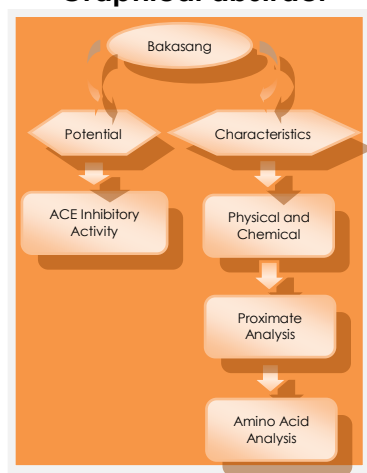 Graphical abstract
Bakasang
Potential
Characteristics
ACE Inhibitory
Activity
Physical and
Chemical
Proximate
Analysis
Amino Acid
Analysis